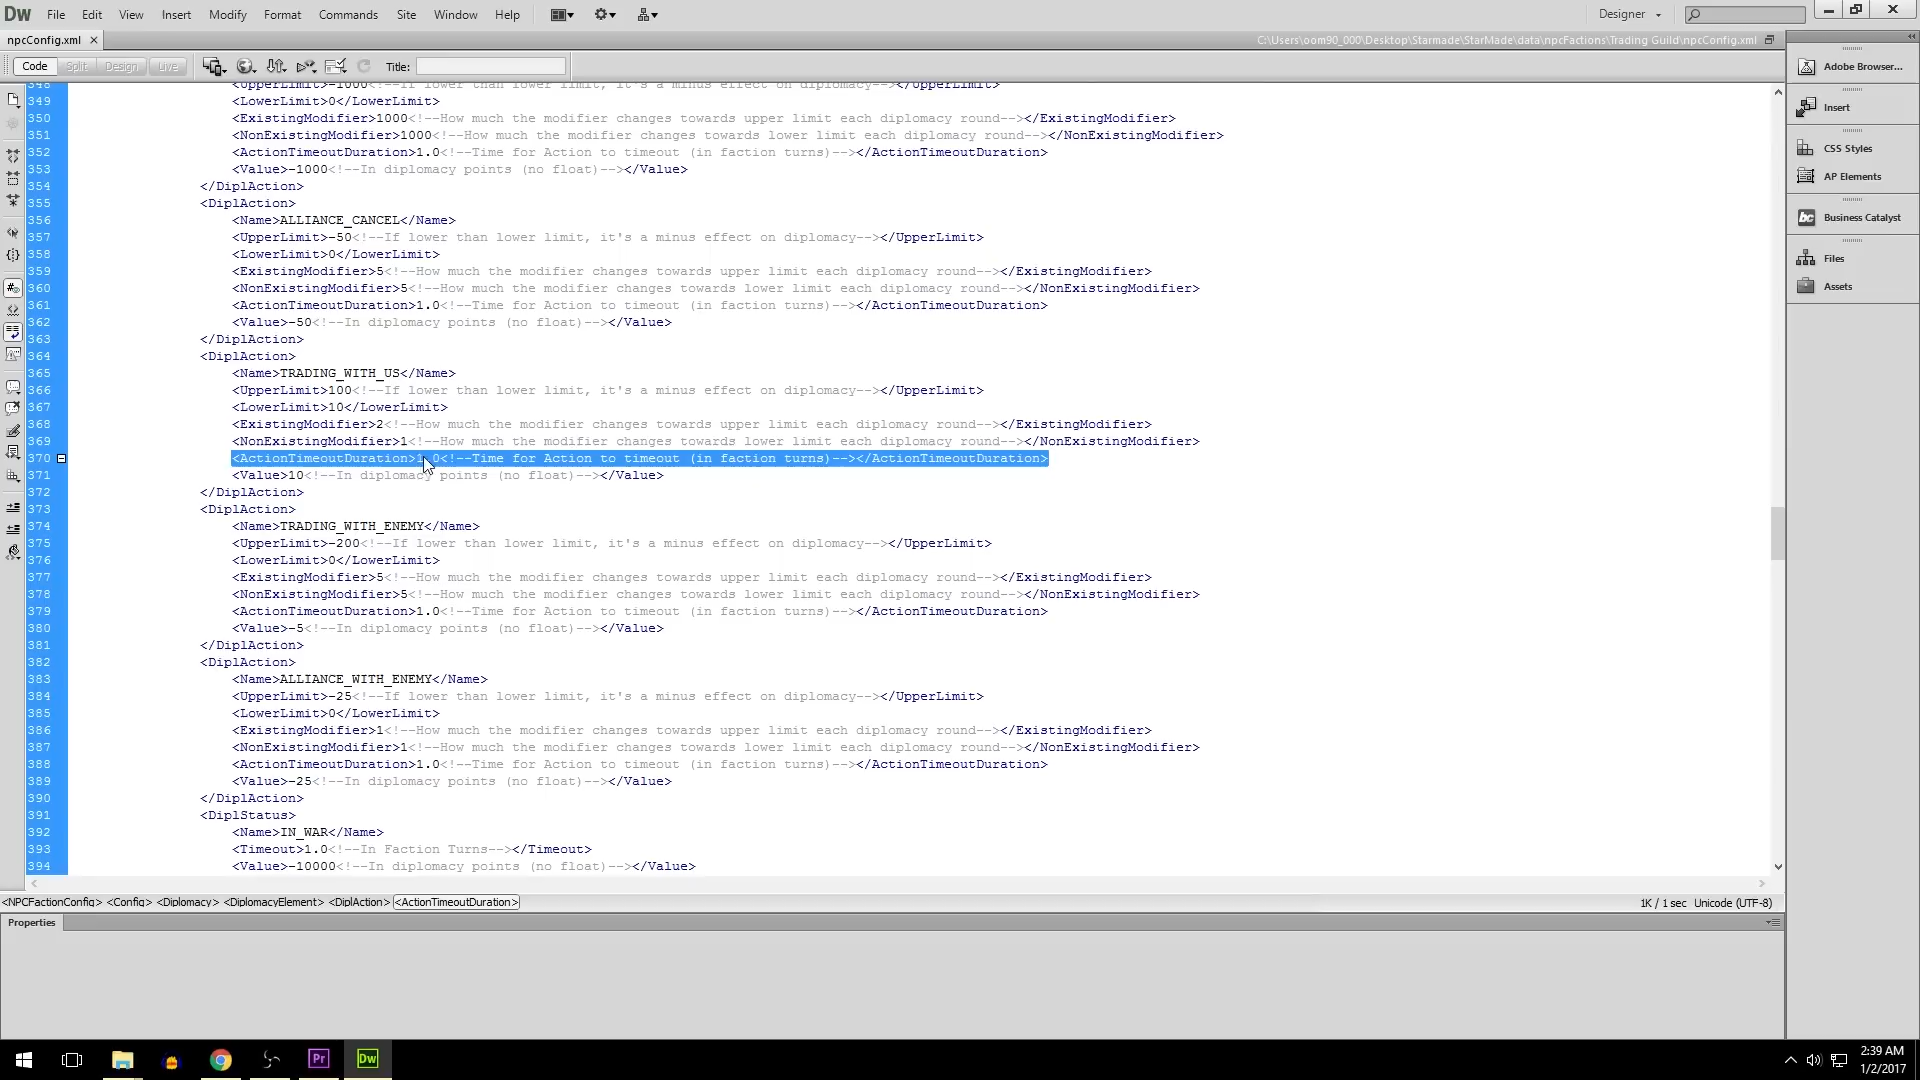 Dw File Edit View Insert Modify Format Commands Site Window Help Designer
npcConfig.xml × C:\Users\oom90_000\Desktop\Starmade\StarMade\data\npcFactions\Trading Guild\npcConfig.xml
Code Split Design Live Title:
348 <UpperLimit>-1000<!--If lower than lower limit, it's a minus effect on diplomacy--></UpperLimit>
349 <LowerLimit>0</LowerLimit>
350 <ExistingModifier>1000<!--How much the modifier changes towards upper limit each diplomacy round--></ExistingModifier>
351 <NonExistingModifier>1000<!--How much the modifier changes towards lower limit each diplomacy round--></NonExistingModifier>
352 <ActionTimeoutDuration>1.0<!--Time for Action to timeout (in faction turns)--></ActionTimeoutDuration>
353 <Value>-1000<!--In diplomacy points (no float)--></Value>
354 </DiplAction>
355 <DiplAction>
356 <Name>ALLIANCE_CANCEL</Name>
357 <UpperLimit>-50<!--If lower than lower limit, it's a minus effect on diplomacy--></UpperLimit>
358 <LowerLimit>0</LowerLimit>
359 <ExistingModifier>5<!--How much the modifier changes towards upper limit each diplomacy round--></ExistingModifier>
360 <NonExistingModifier>5<!--How much the modifier changes towards lower limit each diplomacy round--></NonExistingModifier>
361 <ActionTimeoutDuration>1.0<!--Time for Action to timeout (in faction turns)--></ActionTimeoutDuration>
362 <Value>-50<!--In diplomacy points (no float)--></Value>
363 </DiplAction>
364 <DiplAction>
365 <Name>TRADING_WITH_US</Name>
366 <UpperLimit>100<!--If lower than lower limit, it's a minus effect on diplomacy--></UpperLimit>
367 <LowerLimit>10</LowerLimit>
368 <ExistingModifier>2<!--How much the modifier changes towards upper limit each diplomacy round--></ExistingModifier>
369 <NonExistingModifier>1<!--How much the modifier changes towards lower limit each diplomacy round--></NonExistingModifier>
370 <ActionTimeoutDuration>1.0<!--Time for Action to timeout (in faction turns)--></ActionTimeoutDuration>
371 <Value>10<!--In diplomacy points (no float)--></Value>
372 </DiplAction>
373 <DiplAction>
374 <Name>TRADING_WITH_ENEMY</Name>
375 <UpperLimit>-200<!--If lower than lower limit, it's a minus effect on diplomacy--></UpperLimit>
376 <LowerLimit>0</LowerLimit>
377 <ExistingModifier>5<!--How much the modifier changes towards upper limit each diplomacy round--></ExistingModifier>
378 <NonExistingModifier>5<!--How much the modifier changes towards lower limit each diplomacy round--></NonExistingModifier>
379 <ActionTimeoutDuration>1.0<!--Time for Action to timeout (in faction turns)--></ActionTimeoutDuration>
380 <Value>-5<!--In diplomacy points (no float)--></Value>
381 </DiplAction>
382 <DiplAction>
383 <Name>ALLIANCE_WITH_ENEMY</Name>
384 <UpperLimit>-25<!--If lower than lower limit, it's a minus effect on diplomacy--></UpperLimit>
385 <LowerLimit>0</LowerLimit>
386 <ExistingModifier>1<!--How much the modifier changes towards upper limit each diplomacy round--></ExistingModifier>
387 <NonExistingModifier>1<!--How much the modifier changes towards lower limit each diplomacy round--></NonExistingModifier>
388 <ActionTimeoutDuration>1.0<!--Time for Action to timeout (in faction turns)--></ActionTimeoutDuration>
389 <Value>-25<!--In diplomacy points (no float)--></Value>
390 </DiplAction>
391 <DiplStatus>
392 <Name>IN_WAR</Name>
393 <Timeout>1.0<!--In Faction Turns--></Timeout>
394 <Value>-10000<!--In diplomacy points (no float)--></Value>
<NPCFactionConfig> <Config> <Diplomacy> <DiplomacyElement> <DiplAction> <ActionTimeoutDuration> 1K / 1 sec Unicode (UTF-8)
Properties
Adobe Browser...
Insert
CSS Styles
AP Elements
bc Business Catalyst
Files
Assets
Pr Dw
2:39 AM
1/2/2017